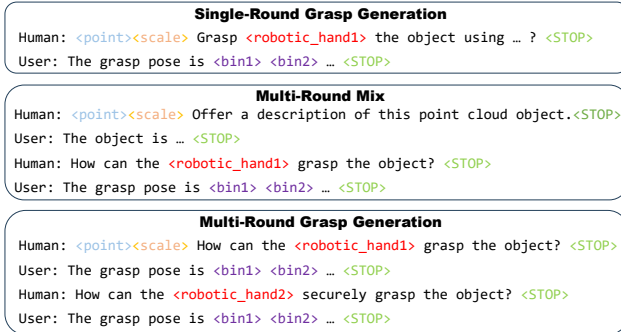 Single-Round Grasp Generation
Human: <point><scale> Grasp <robotic_hand1> the object using … ? <STOP>
User: The grasp pose is <bin1> <bin2> … <STOP>
Multi-Round Mix
Human: <point><scale> Offer a description of this point cloud object.<STOP>
User: The object is … <STOP>
Human: How can the <robotic_hand1> grasp the object? <STOP>
User: The grasp pose is <bin1> <bin2> … <STOP>
Multi-Round Grasp Generation
Human: <point><scale> How can the <robotic_hand1> grasp the object? <STOP>
User: The grasp pose is <bin1> <bin2> … <STOP>
Human: How can the <robotic_hand2> securely grasp the object? <STOP>
User: The grasp pose is <bin1> <bin2> … <STOP>